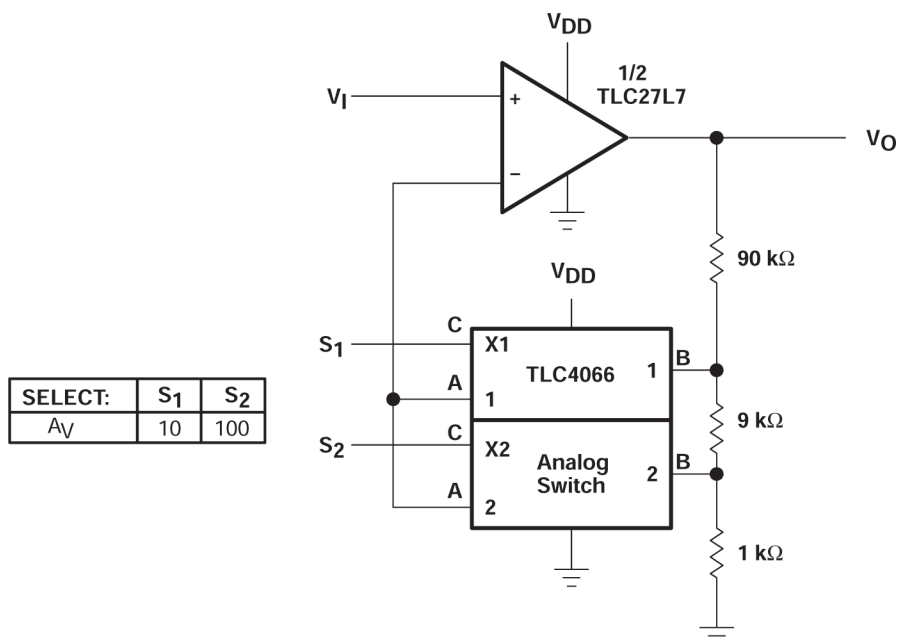 VDD
1/2
TLC27L7
VI
+
−
VO
90 kΩ
VDD
S1
C
X1
TLC4066
1
B
A
1
9 kΩ
S2
C
X2
Analog
Switch
2
B
A
2
1 kΩ
SELECT: S1 S2
AV 10 100